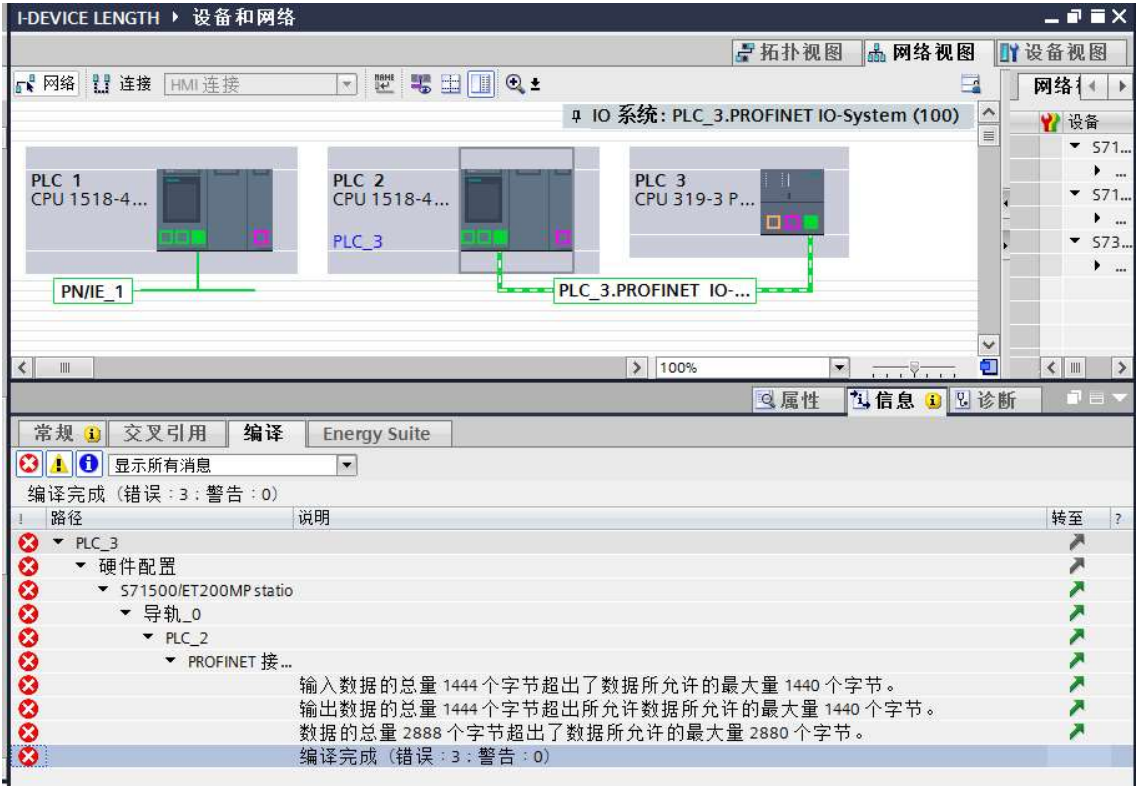 I-DEVICE LENGTH ▸ 设备和网络
拓扑视图 网络视图 设备视图
网络 连接 HMI 连接
网络
IO 系统: PLC_3.PROFINET IO-System (100)
设备
S71...
...
S71...
...
S73...
...
PLC_1
CPU 1518-4...
PLC_2
CPU 1518-4...
PLC_3
PLC_3
CPU 319-3 P...
PN/IE_1
PLC_3.PROFINET IO-...
100%
属性 信息 诊断
常规 交叉引用 编译 Energy Suite
显示所有消息
编译完成（错误：3；警告：0）
! 路径 说明 转至 ?
PLC_3
硬件配置
S71500/ET200MP statio
导轨_0
PLC_2
PROFINET 接...
输入数据的总量 1444 个字节超出了数据所允许的最大量 1440 个字节。
输出数据的总量 1444 个字节超出所允许数据所允许的最大量 1440 个字节。
数据的总量 2888 个字节超出了数据所允许的最大量 2880 个字节。
编译完成（错误：3；警告：0）